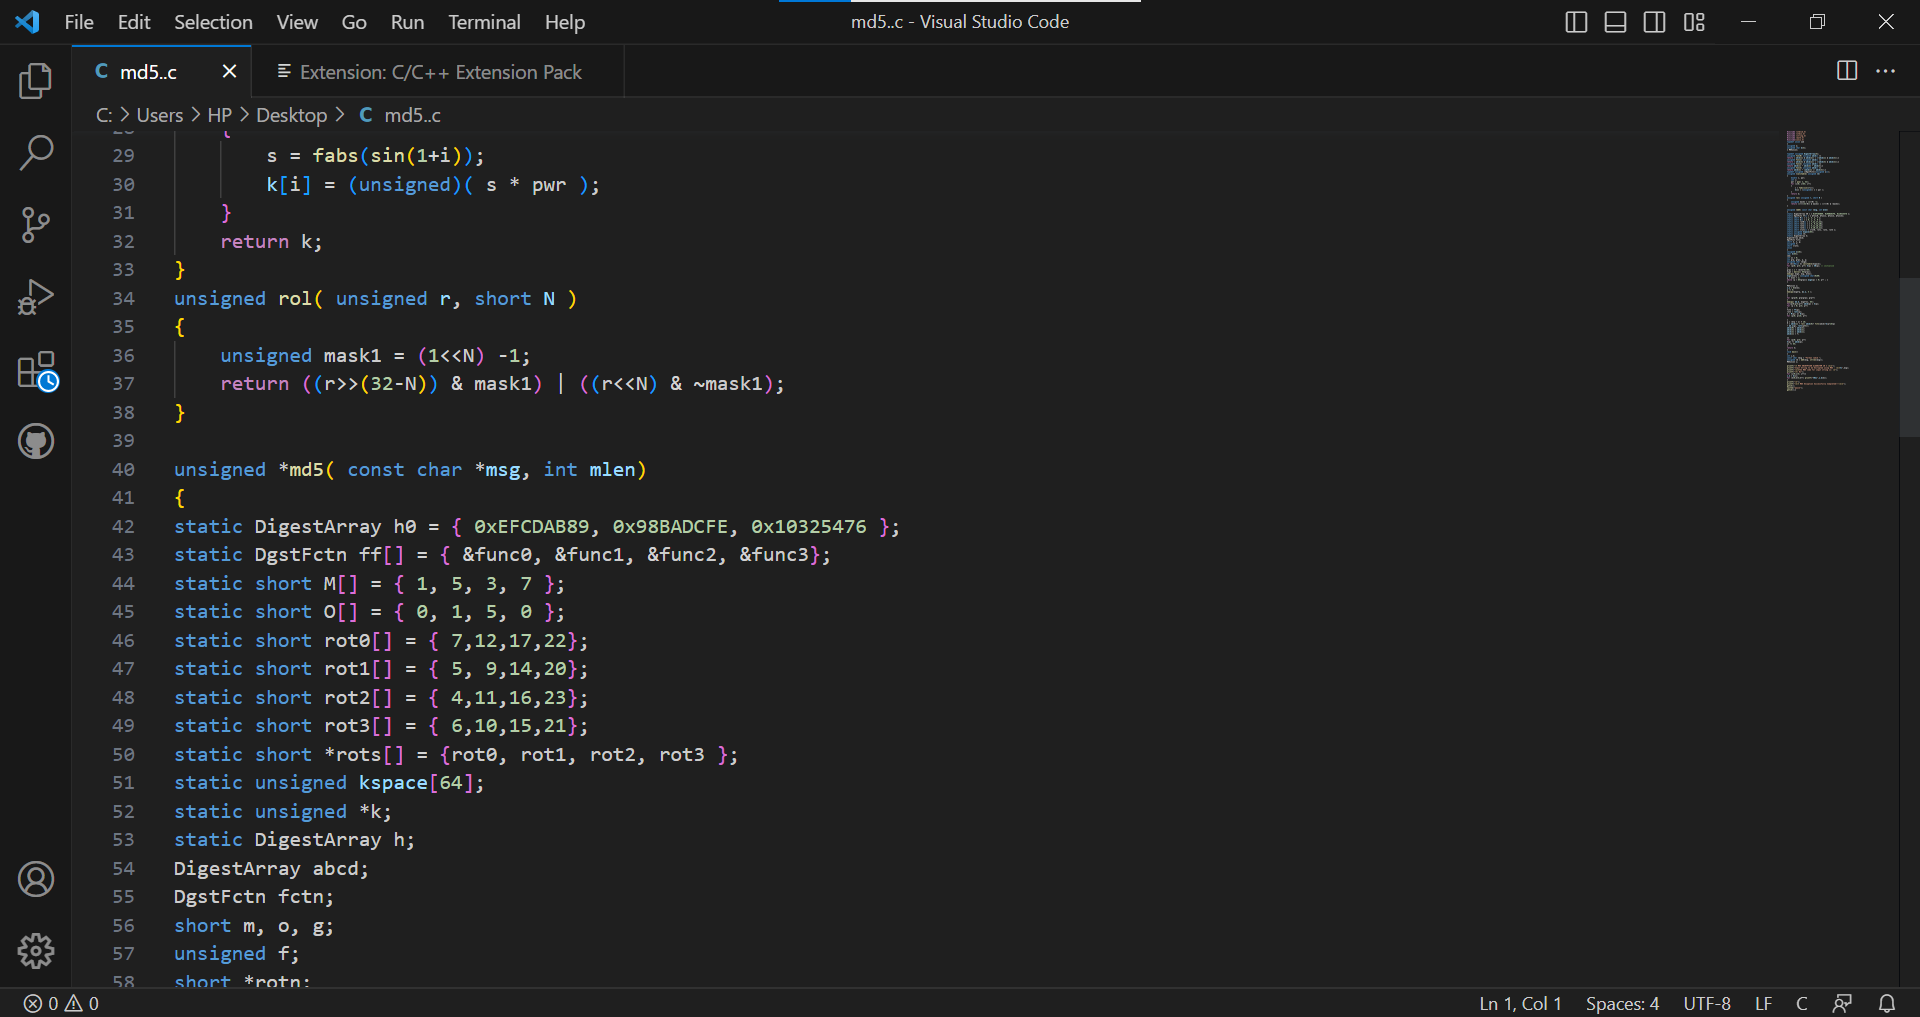 File Edit Selection View Go Run Terminal Help
md5..c - Visual Studio Code
C md5..c
Extension: C/C++ Extension Pack
C: > Users > HP > Desktop > C md5..c
28 {
29 s = fabs(sin(1+i));
30 k[i] = (unsigned)( s * pwr );
31 }
32 return k;
33 }
34 unsigned rol( unsigned r, short N )
35 {
36 unsigned mask1 = (1<<N) -1;
37 return ((r>>(32-N)) & mask1) | ((r<<N) & ~mask1);
38 }
39
40 unsigned *md5( const char *msg, int mlen)
41 {
42 static DigestArray h0 = { 0xEFCDAB89, 0x98BADCFE, 0x10325476 };
43 static DgstFctn ff[] = { &func0, &func1, &func2, &func3};
44 static short M[] = { 1, 5, 3, 7 };
45 static short O[] = { 0, 1, 5, 0 };
46 static short rot0[] = { 7,12,17,22};
47 static short rot1[] = { 5, 9,14,20};
48 static short rot2[] = { 4,11,16,23};
49 static short rot3[] = { 6,10,15,21};
50 static short *rots[] = {rot0, rot1, rot2, rot3 };
51 static unsigned kspace[64];
52 static unsigned *k;
53 static DigestArray h;
54 DigestArray abcd;
55 DgstFctn fctn;
56 short m, o, g;
57 unsigned f;
58 short *rotn;
0 0
Ln 1, Col 1 Spaces: 4 UTF-8 LF C